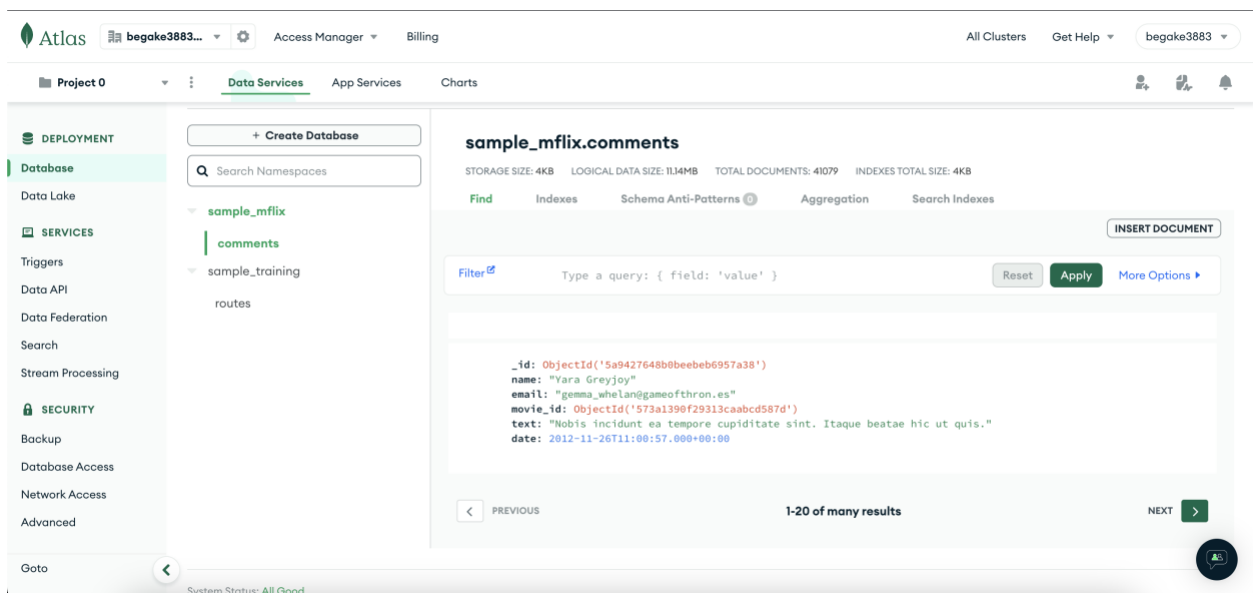 Atlas begake3883... Access Manager Billing All Clusters Get Help begake3883
Project 0 Data Services App Services Charts
DEPLOYMENT
Database
Data Lake
SERVICES
Triggers
Data API
Data Federation
Search
Stream Processing
SECURITY
Backup
Database Access
Network Access
Advanced
Goto
+ Create Database
Search Namespaces
sample_mflix
comments
sample_training
routes
sample_mflix.comments
STORAGE SIZE: 4KB LOGICAL DATA SIZE: 11.14MB TOTAL DOCUMENTS: 41079 INDEXES TOTAL SIZE: 4KB
Find Indexes Schema Anti-Patterns 0 Aggregation Search Indexes
INSERT DOCUMENT
Filter Type a query: { field: 'value' } Reset Apply More Options
_id: ObjectId('5a9427648b0beebeb6957a38')
name: "Yara Greyjoy"
email: "gemma_whelan@gameofthron.es"
movie_id: ObjectId('573a1390f29313caabcd587d')
text: "Nobis incidunt ea tempore cupiditate sint. Itaque beatae hic ut quis."
date: 2012-11-26T11:00:57.000+00:00
PREVIOUS 1-20 of many results NEXT
System Status: All Good